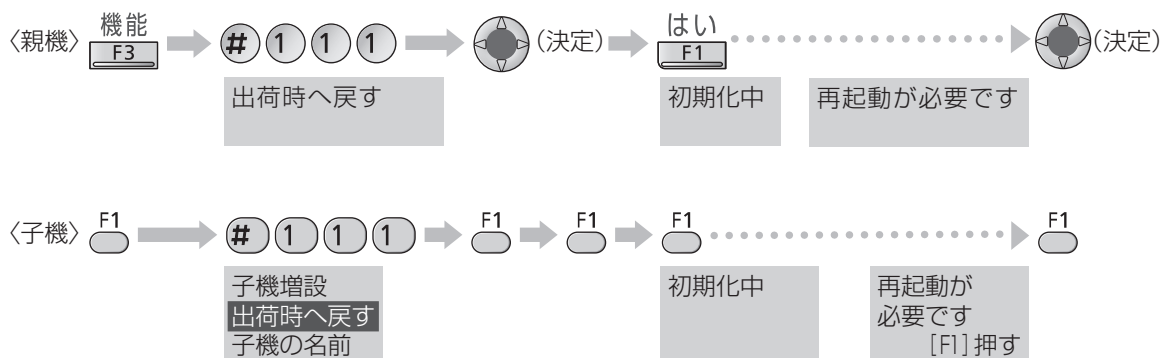 〈親機〉 機能 F3 # 1 1 1 (決定) はい F1 (決定)
出荷時へ戻す 初期化中 再起動が必要です
〈子機〉 F1 # 1 1 1 F1 F1 F1 F1
子機増設 初期化中 再起動が
出荷時へ戻す 必要です
子機の名前 [F1]押す